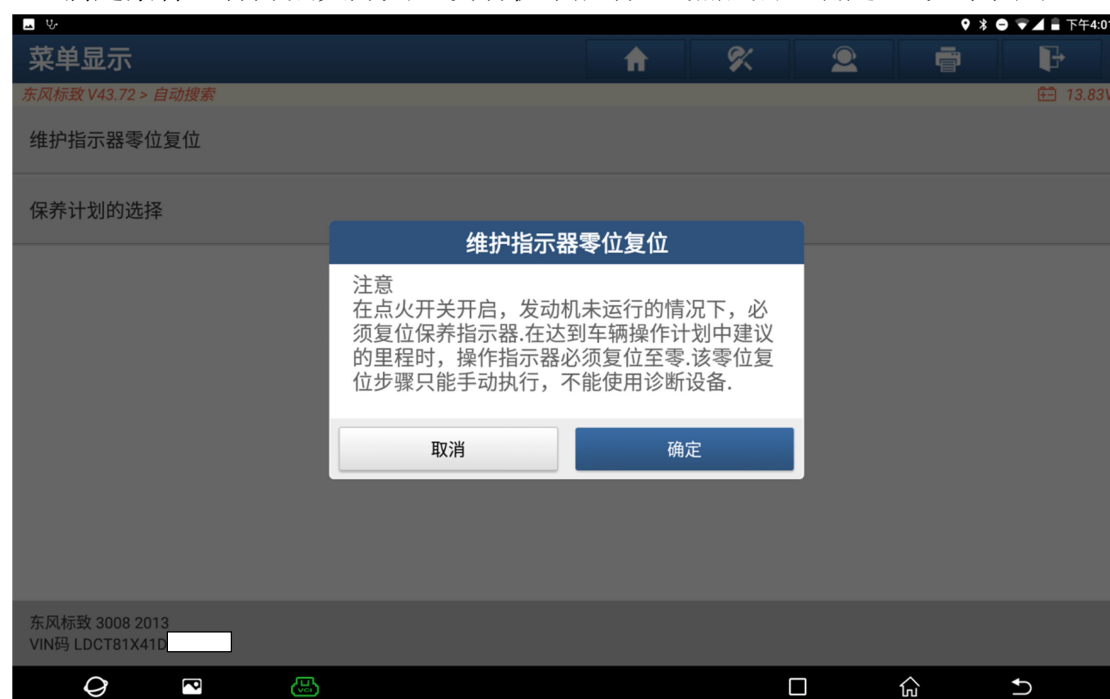 下午4:01
菜单显示
东风标致 V43.72 > 自动搜索
13.83V
维护指示器零位复位
保养计划的选择
维护指示器零位复位
注意
在点火开关开启，发动机未运行的情况下，必
须复位保养指示器.在达到车辆操作计划中建议
的里程时，操作指示器必须复位至零.该零位复
位步骤只能手动执行，不能使用诊断设备.
取消
确定
东风标致 3008 2013
VIN码 LDCT81X41D
VCI